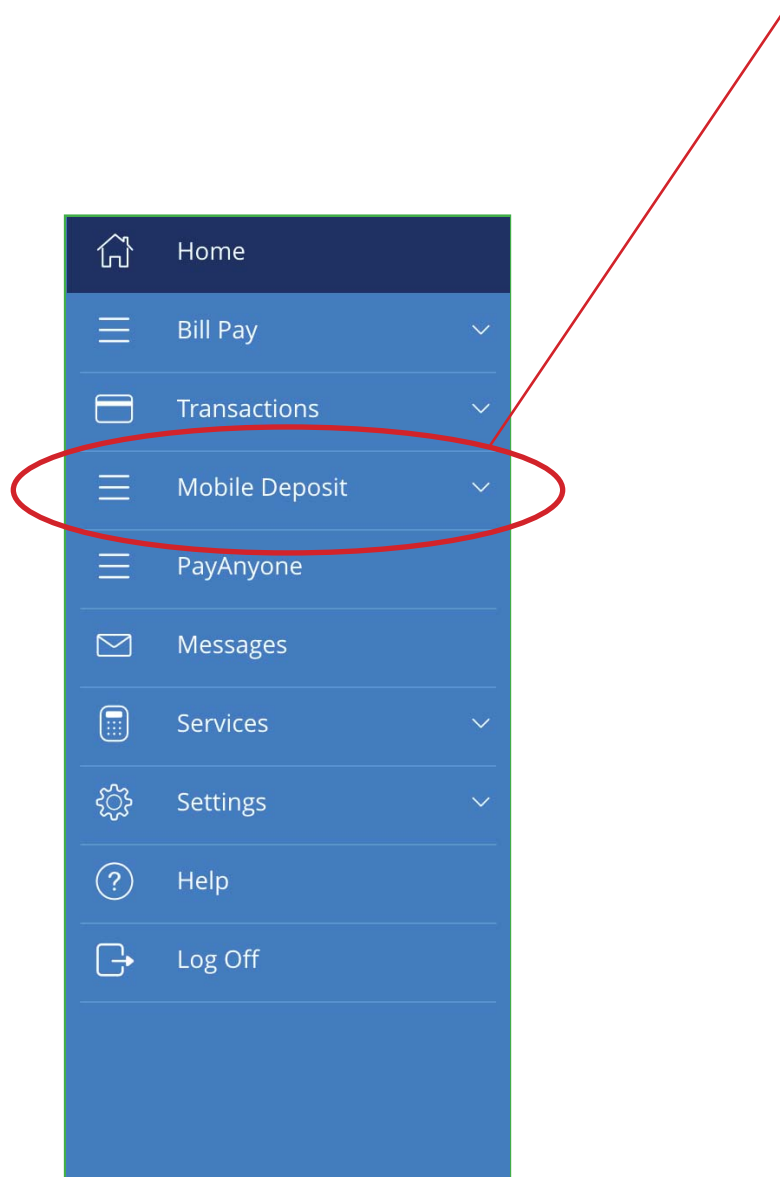 Home
Bill Pay
Transactions
Mobile Deposit
PayAnyone
Messages
Services
Settings
Help
Log Off